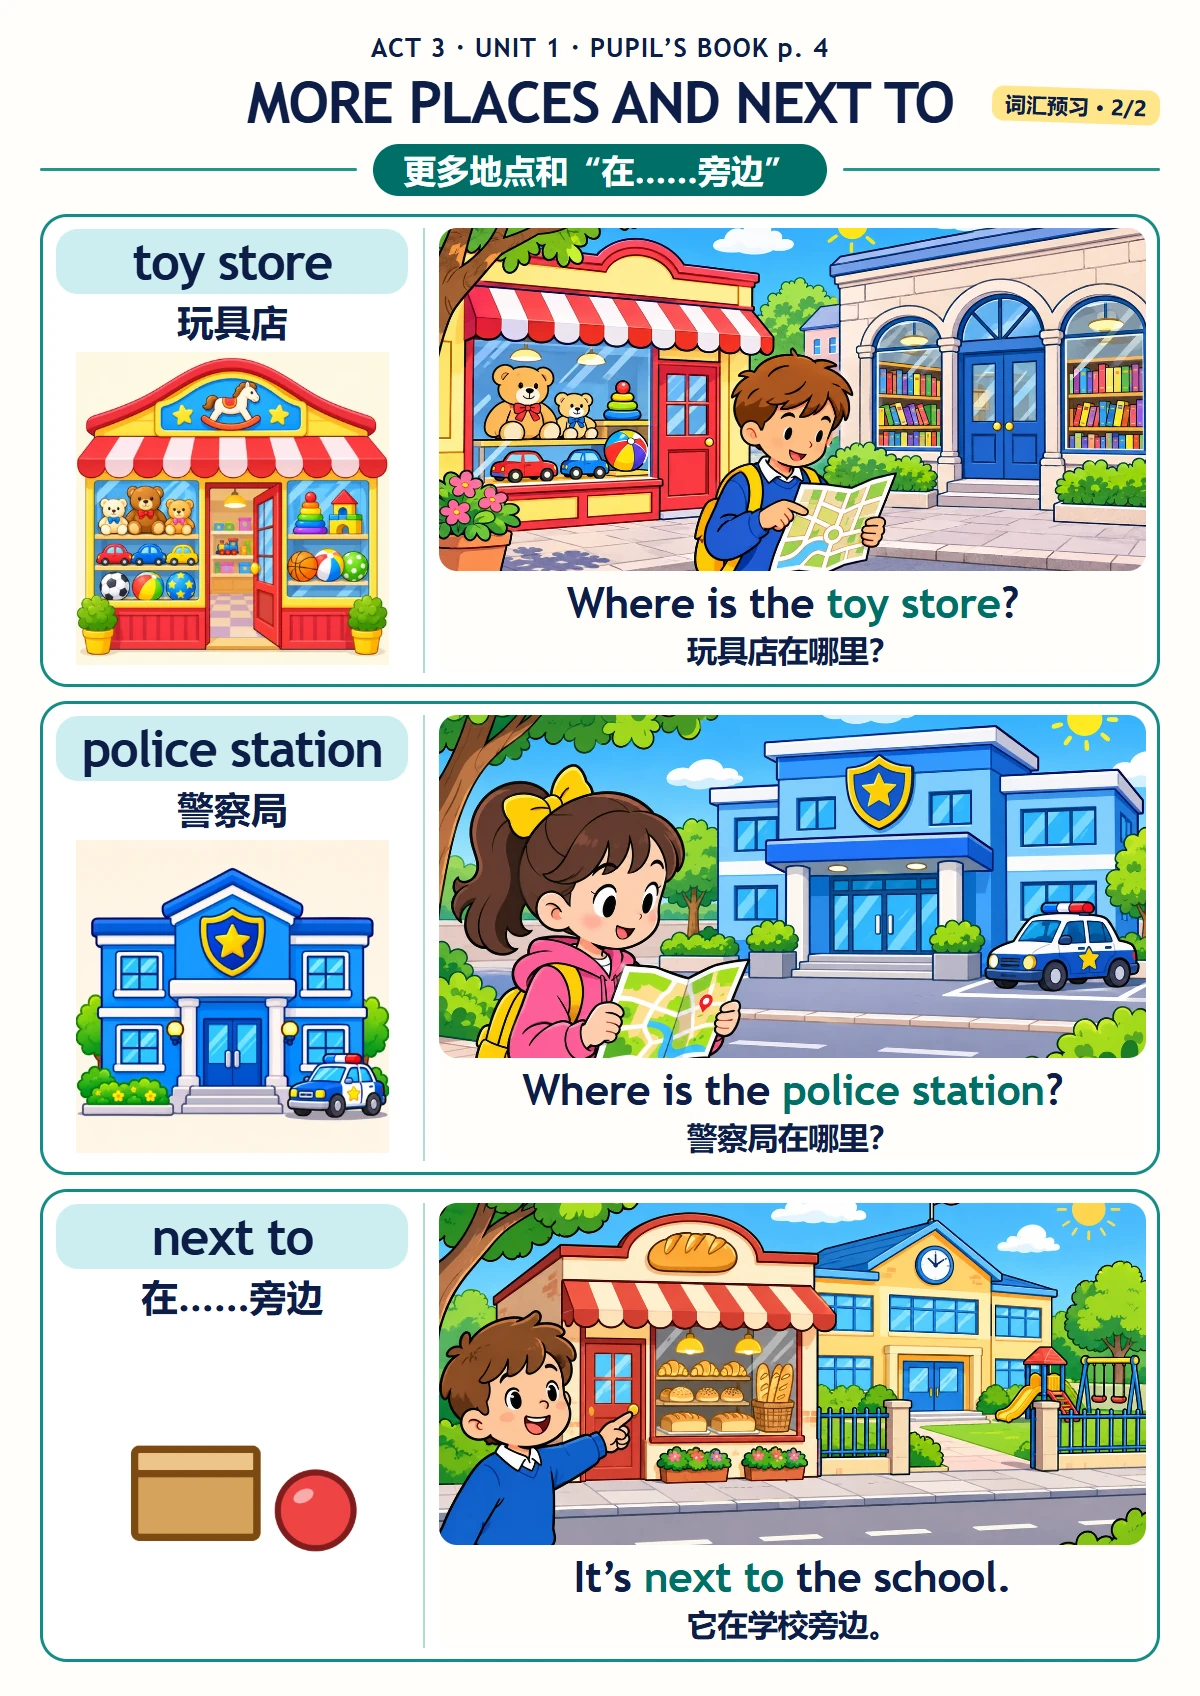 ACT 3 · UNIT 1 · PUPIL’S BOOK p. 4
MORE PLACES AND NEXT TO
词汇预习 · 2/2
更多地点和“在……旁边”
toy store
玩具店
Where is the toy store?
玩具店在哪里？
police station
警察局
Where is the police station?
警察局在哪里？
next to
在……旁边
It’s next to the school.
它在学校旁边。